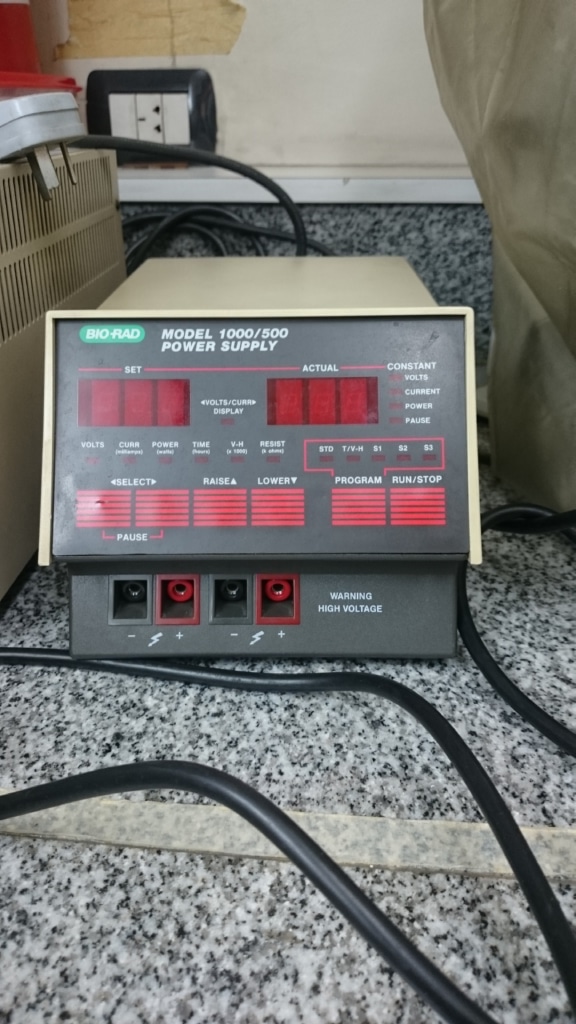 BIO-RAD MODEL 1000/500
POWER SUPPLY
SET ACTUAL CONSTANT
VOLTS
CURRENT
POWER
PAUSE
◀VOLTS/CURR▶
DISPLAY
VOLTS CURR POWER TIME V-H RESIST
(milliamps) (watts) (hours) (x 1000) (k ohms)
STD T/V-H S1 S2 S3
◀SELECT▶ RAISE▲ LOWER▼ PROGRAM RUN/STOP
PAUSE
WARNING
HIGH VOLTAGE
− + − +